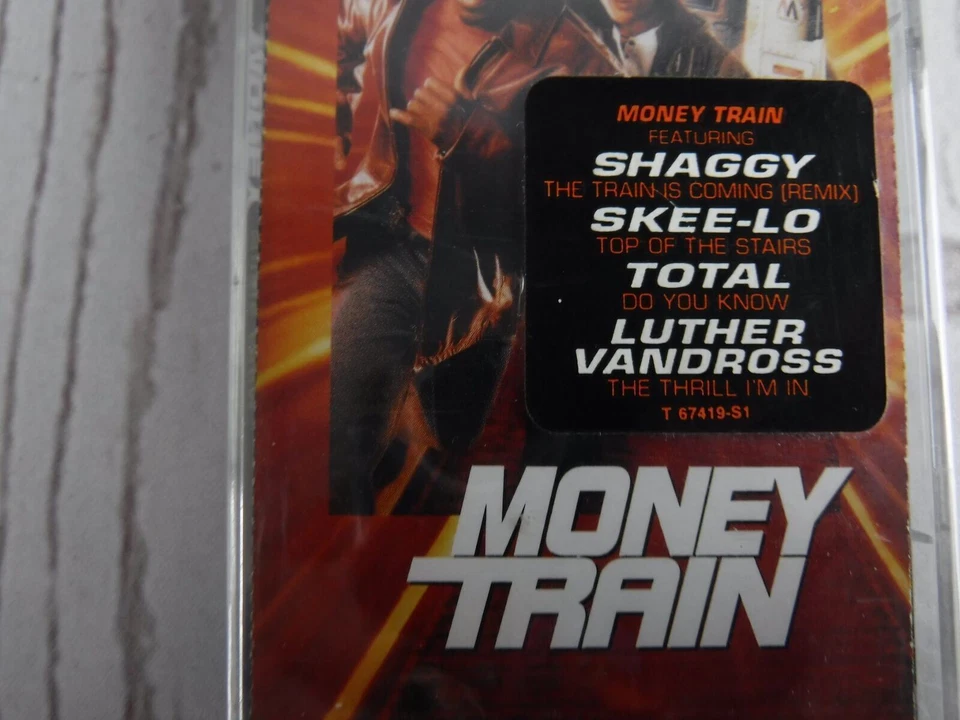 M
MONEY TRAIN
FEATURING
SHAGGY
THE TRAIN IS COMING (REMIX)
SKEE-LO
TOP OF THE STAIRS
TOTAL
DO YOU KNOW
LUTHER
VANDROSS
THE THRILL I'M IN
T 67419-S1
MONEY
TRAIN